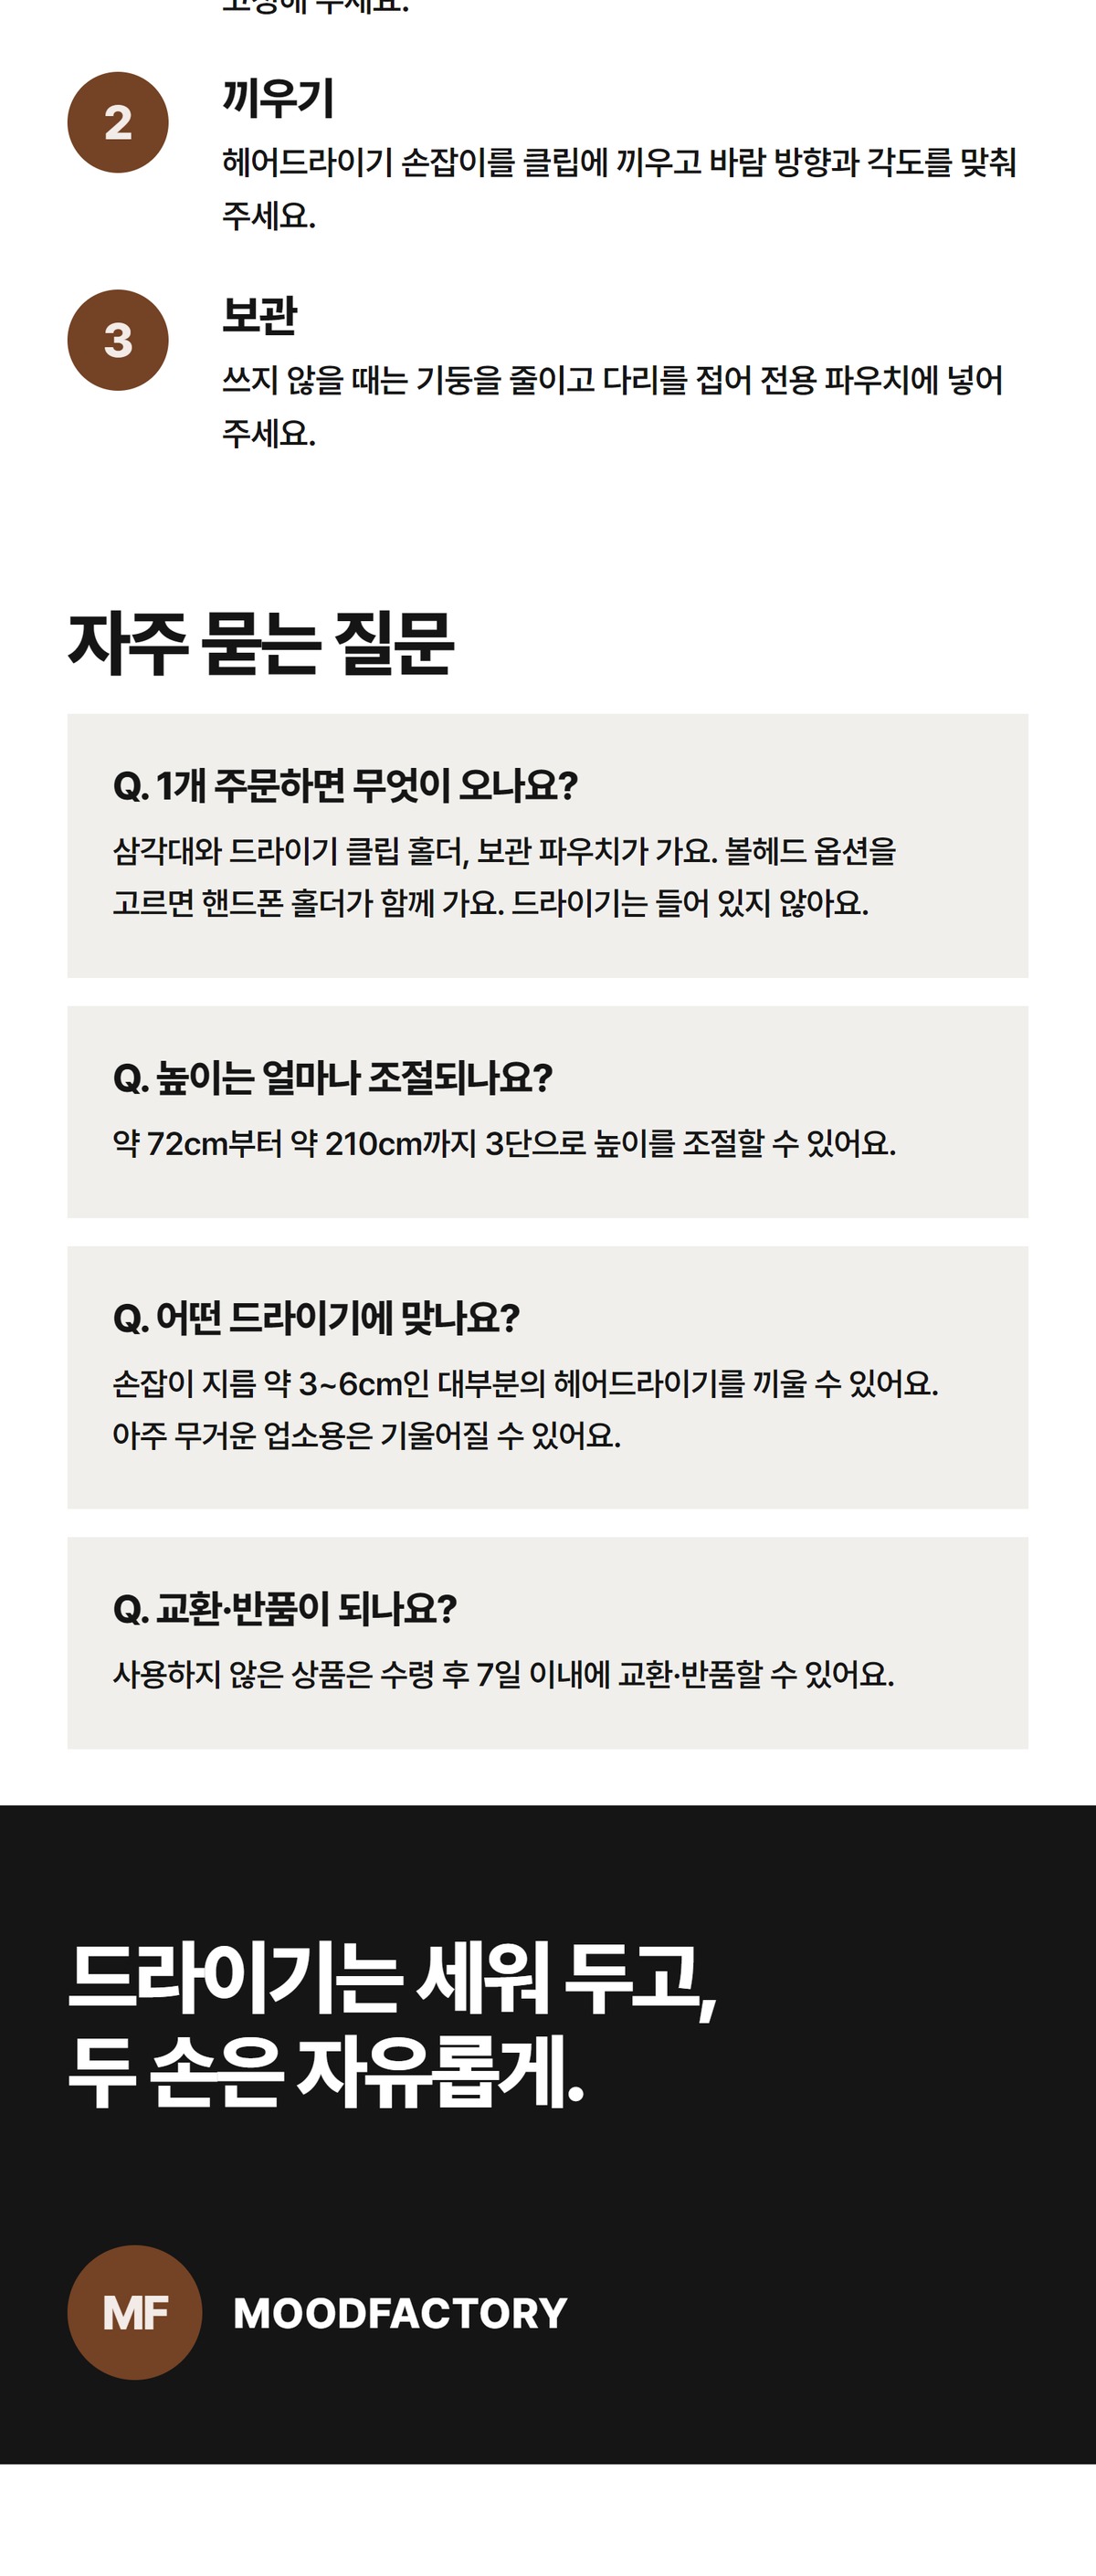 고정해 주세요.
2
끼우기
헤어드라이기 손잡이를 클립에 끼우고 바람 방향과 각도를 맞춰
주세요.
3
보관
쓰지 않을 때는 기둥을 줄이고 다리를 접어 전용 파우치에 넣어
주세요.
자주 묻는 질문
Q. 1개 주문하면 무엇이 오나요?
삼각대와 드라이기 클립 홀더, 보관 파우치가 가요. 볼헤드 옵션을
고르면 핸드폰 홀더가 함께 가요. 드라이기는 들어 있지 않아요.
Q. 높이는 얼마나 조절되나요?
약 72cm부터 약 210cm까지 3단으로 높이를 조절할 수 있어요.
Q. 어떤 드라이기에 맞나요?
손잡이 지름 약 3~6cm인 대부분의 헤어드라이기를 끼울 수 있어요.
아주 무거운 업소용은 기울어질 수 있어요.
Q. 교환·반품이 되나요?
사용하지 않은 상품은 수령 후 7일 이내에 교환·반품할 수 있어요.
드라이기는 세워 두고,
두 손은 자유롭게.
MF
MOODFACTORY